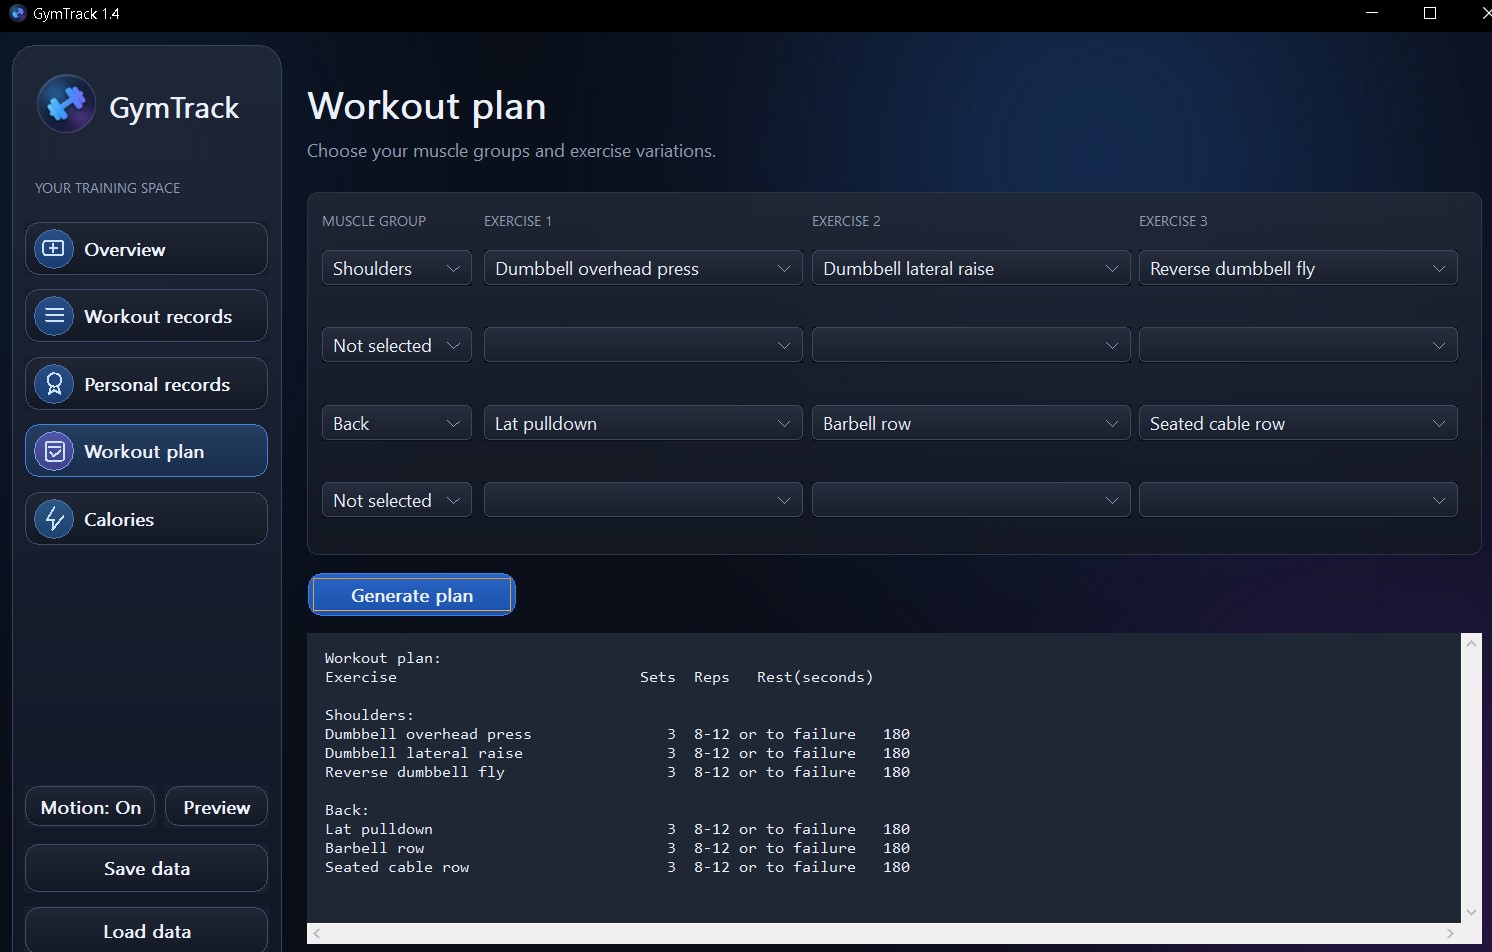 GymTrack 1.4
GymTrack
YOUR TRAINING SPACE
Overview
Workout records
Personal records
Workout plan
Calories
Motion: On Preview
Save data
Load data
Workout plan
Choose your muscle groups and exercise variations.
MUSCLE GROUP EXERCISE 1 EXERCISE 2 EXERCISE 3
Shoulders Dumbbell overhead press Dumbbell lateral raise Reverse dumbbell fly
Not selected
Back Lat pulldown Barbell row Seated cable row
Not selected
Generate plan
Workout plan:
Exercise Sets Reps Rest(seconds)
Shoulders:
Dumbbell overhead press 3 8-12 or to failure 180
Dumbbell lateral raise 3 8-12 or to failure 180
Reverse dumbbell fly 3 8-12 or to failure 180
Back:
Lat pulldown 3 8-12 or to failure 180
Barbell row 3 8-12 or to failure 180
Seated cable row 3 8-12 or to failure 180